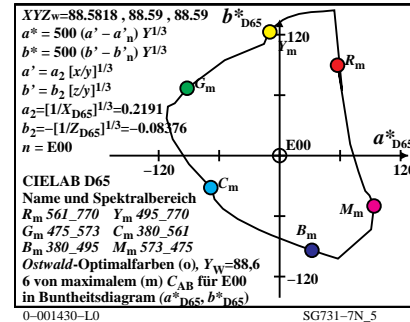 XYZw=88.5818 , 88.59 , 88.59
a* = 500 (a' – a'n) Y1/3
b* = 500 (b' – b'n) Y1/3
a' = a2 [x/y]1/3
b' = b2 [z/y]1/3
a2=[1/XD65]1/3=0.2191
b2=–[1/ZD65]1/3=–0.08376
n = E00
b*D65
120
Ym
Rm
Gm
E00
a*D65
–120
120
Cm
Mm
Bm
–120
CIELAB D65
Name und Spektralbereich
Rm 561_770 Ym 495_770
Gm 475_573 Cm 380_561
Bm 380_495 Mm 573_475
Ostwald-Optimalfarben (o), YW=88,6
6 von maximalem (m) CAB für E00
in Buntheitsdiagram (a*D65, b*D65)
0-001430-L0
SG731-7N_5